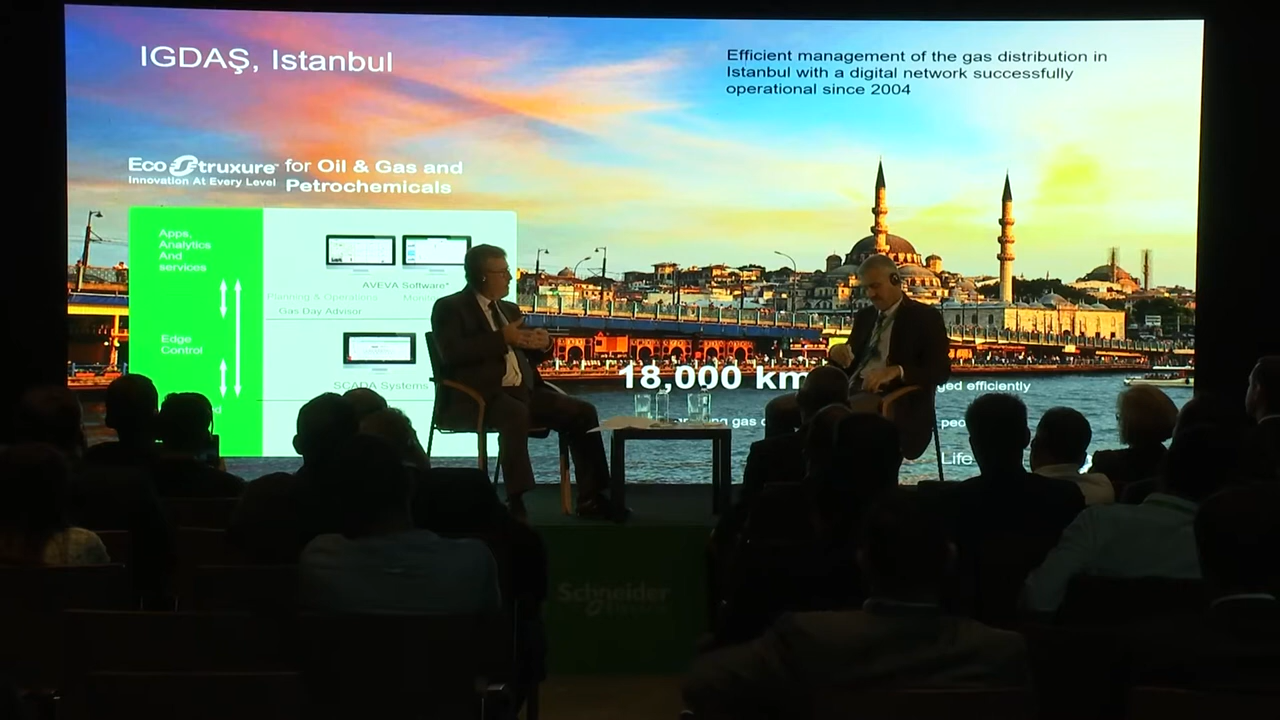 IGDAŞ, Istanbul
Efficient management of the gas distribution in
Istanbul with a digital network successfully
operational since 2004
EcoStruxure for Oil & Gas and
Innovation At Every Level Petrochemicals
Apps,
Analytics
And
services
AVEVA Software*
Planning & Operations
Gas Day Advisor
Edge
Control
SCADA Systems
18,000 km
efficiently
gas
Life
Schneider
Electric